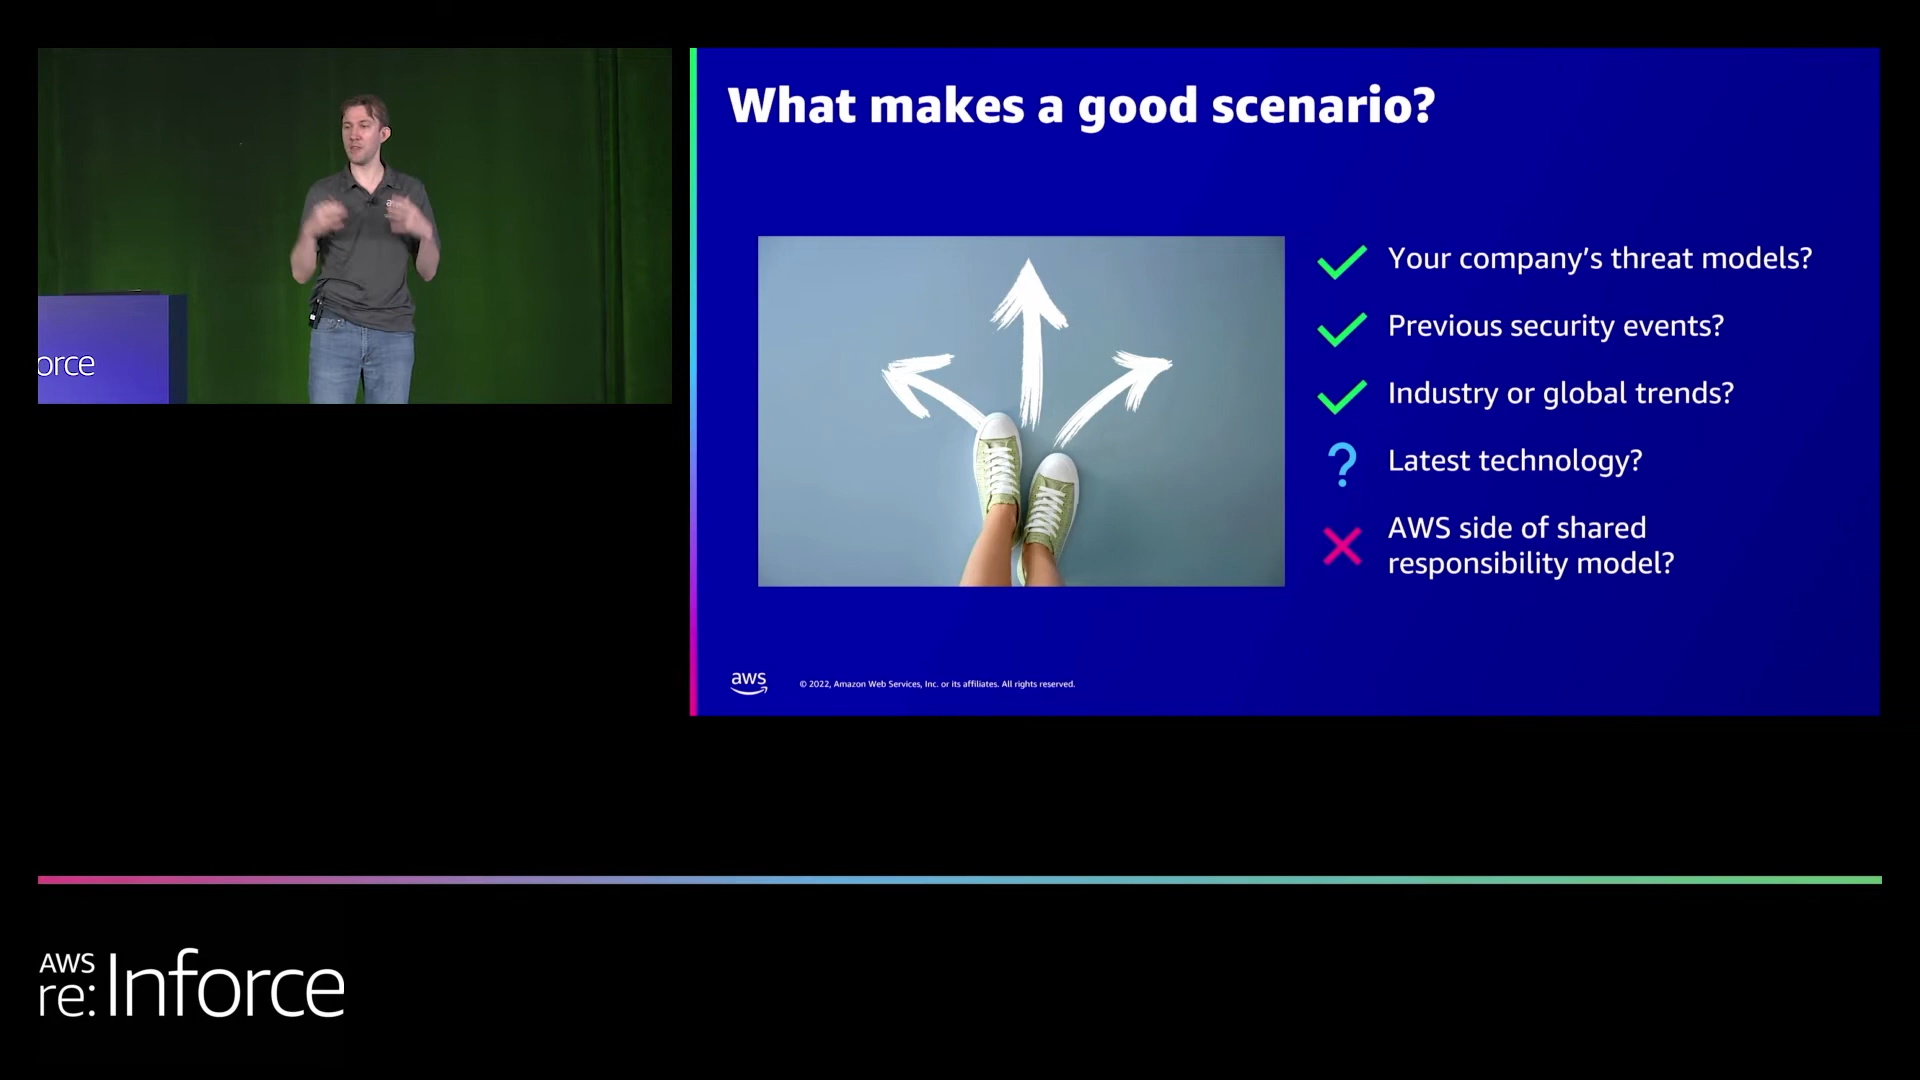 orce
What makes a good scenario?
Your company's threat models?
Previous security events?
Industry or global trends?
Latest technology?
AWS side of shared
responsibility model?
aws
© 2022, Amazon Web Services, Inc. or its affiliates. All rights reserved.
AWS
re:Inforce